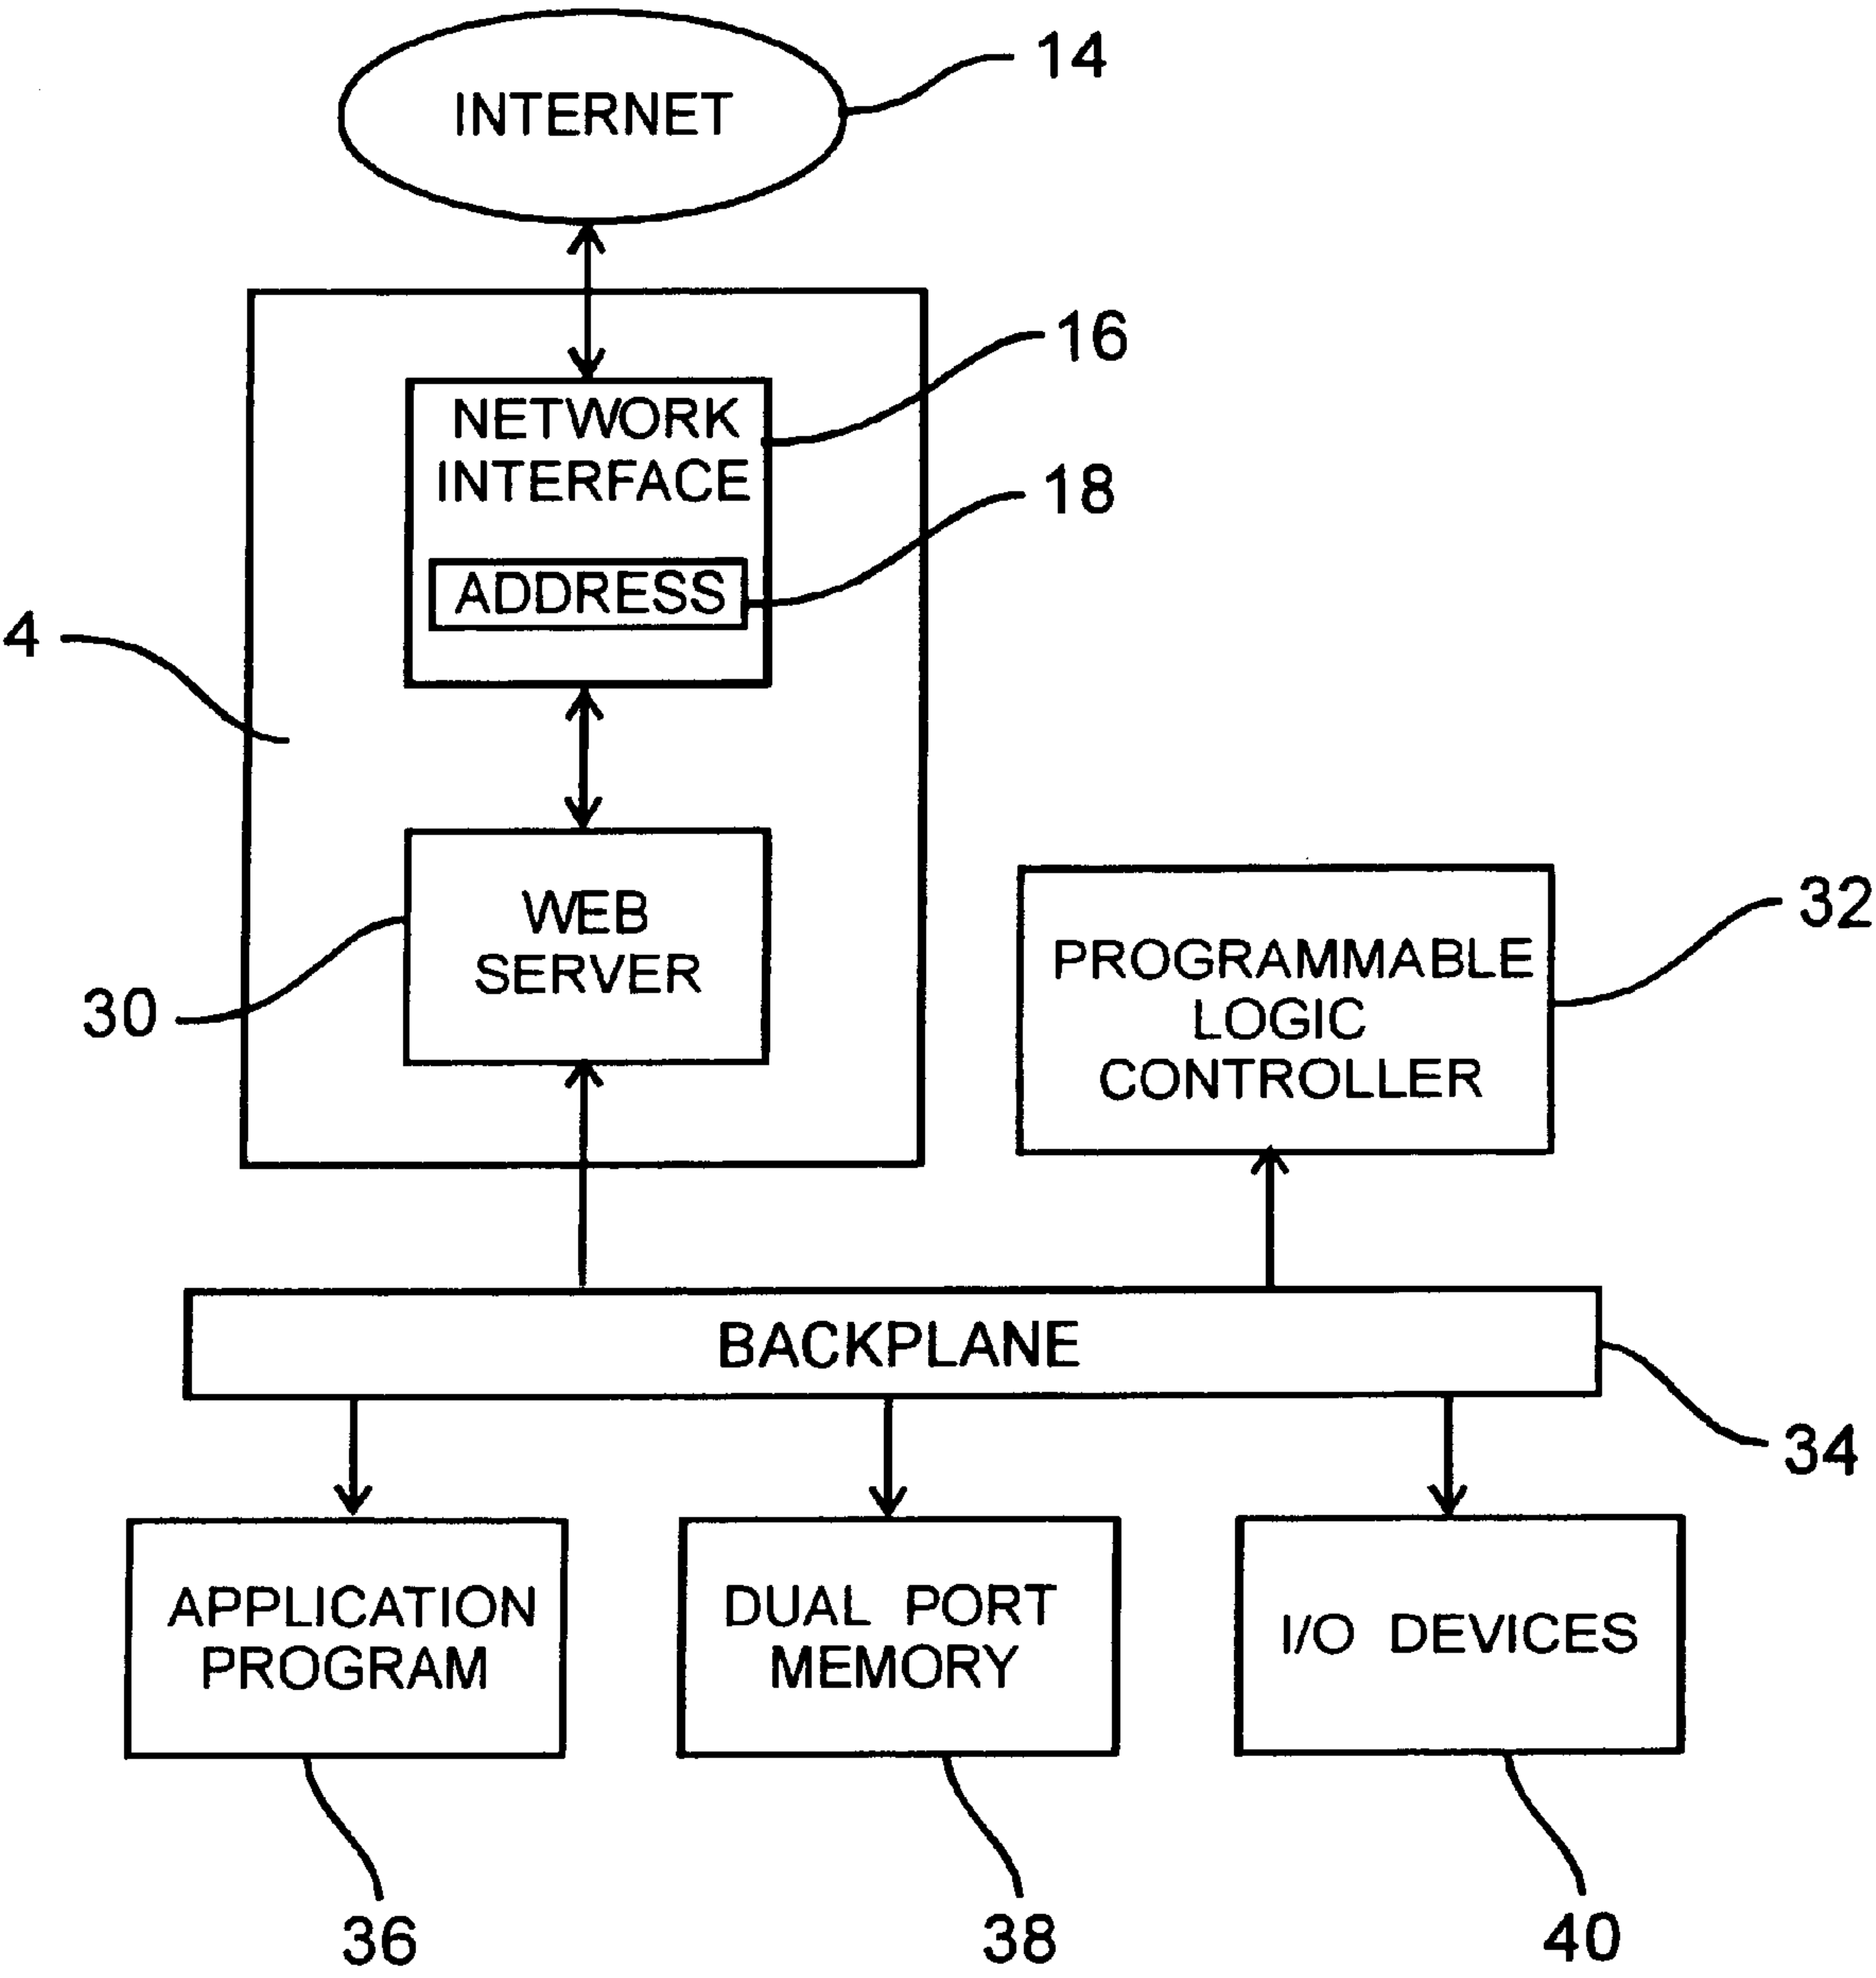 INTERNET
14
NETWORK
INTERFACE
16
ADDRESS
18
4
WEB
SERVER
30
PROGRAMMABLE
LOGIC
CONTROLLER
32
BACKPLANE
34
APPLICATION
PROGRAM
DUAL PORT
MEMORY
I/O DEVICES
36
38
40